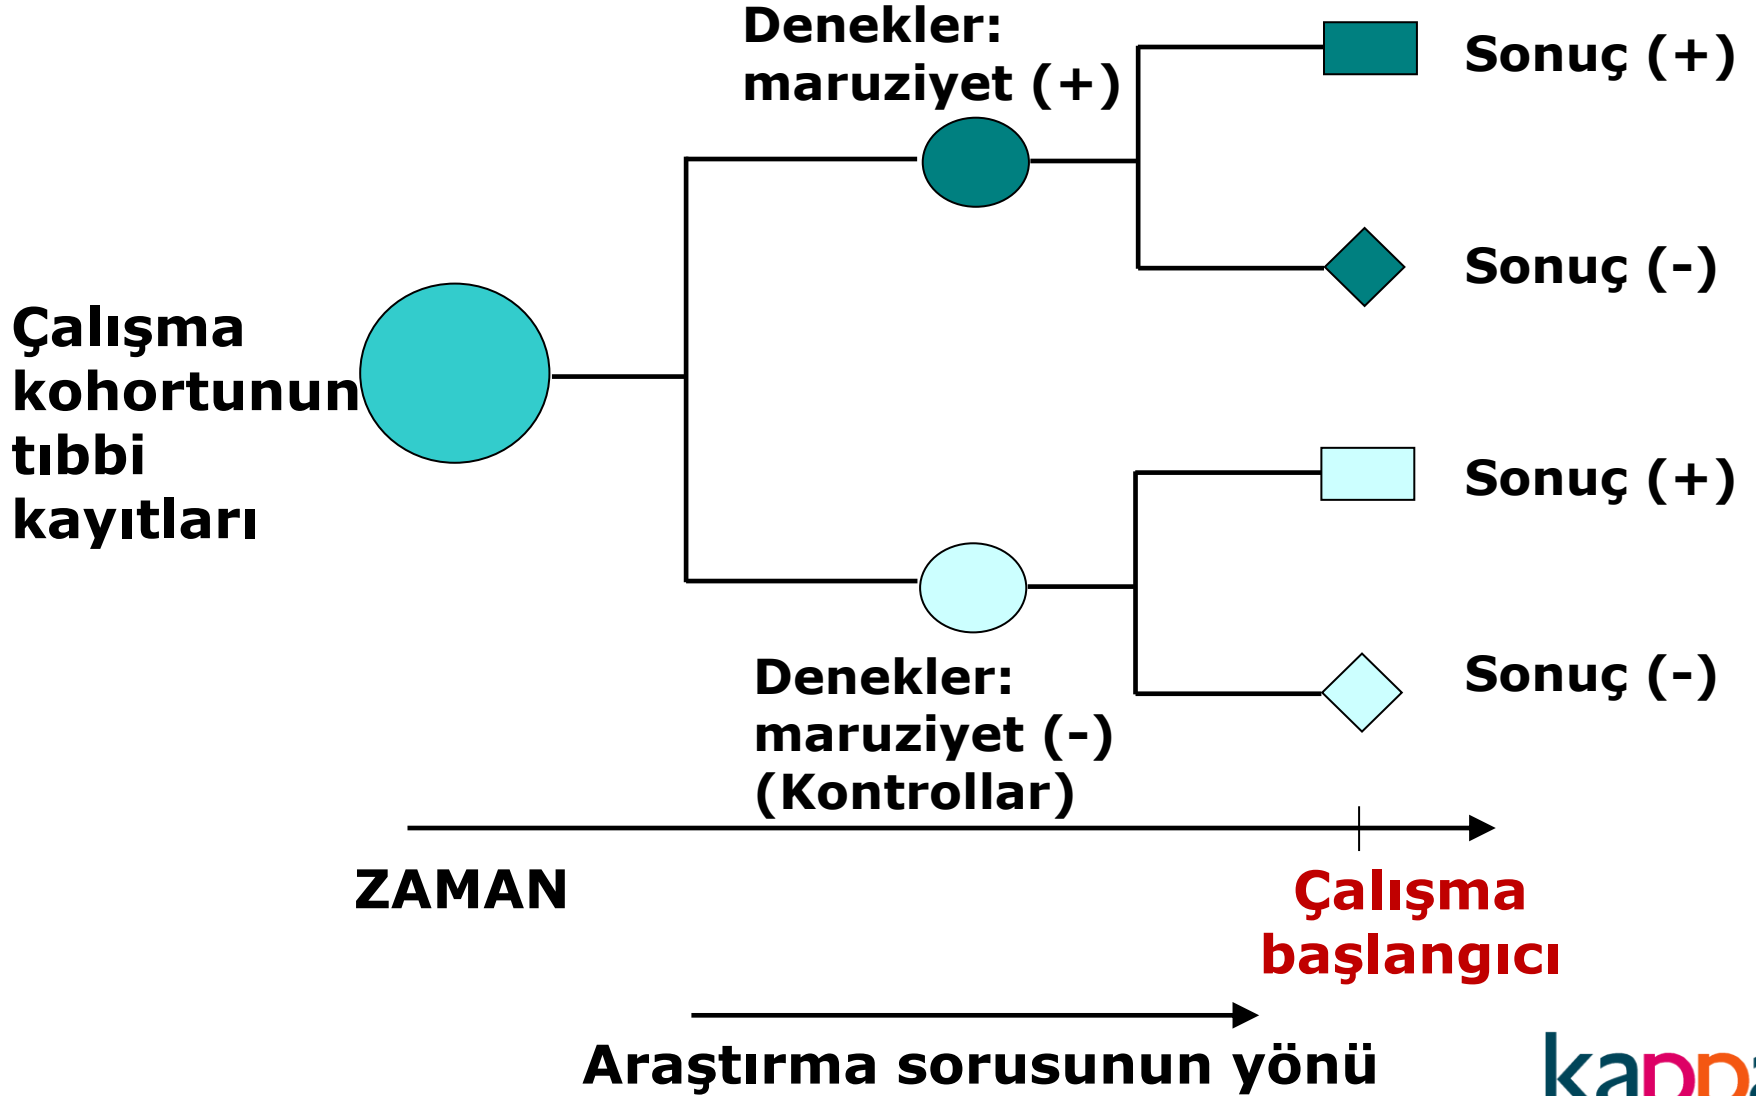 Denekler:
maruziyet (+)
Sonuç (+)
Sonuç (-)
Çalışma
kohortunun
tıbbi
kayıtları
Sonuç (+)
Sonuç (-)
Denekler:
maruziyet (-)
(Kontrollar)
ZAMAN
Çalışma
başlangıcı
Araştırma sorusunun yönü
kappa